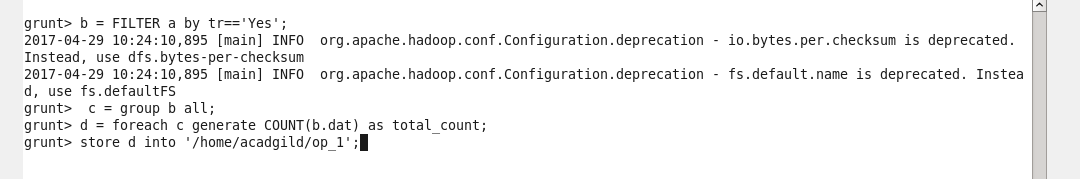 grunt> b = FILTER a by tr=='Yes';
2017-04-29 10:24:10,895 [main] INFO  org.apache.hadoop.conf.Configuration.deprecation - io.bytes.per.checksum is deprecated.
Instead, use dfs.bytes-per-checksum
2017-04-29 10:24:10,895 [main] INFO  org.apache.hadoop.conf.Configuration.deprecation - fs.default.name is deprecated. Instea
d, use fs.defaultFS
grunt>  c = group b all;
grunt> d = foreach c generate COUNT(b.dat) as total_count;
grunt> store d into '/home/acadgild/op_1';